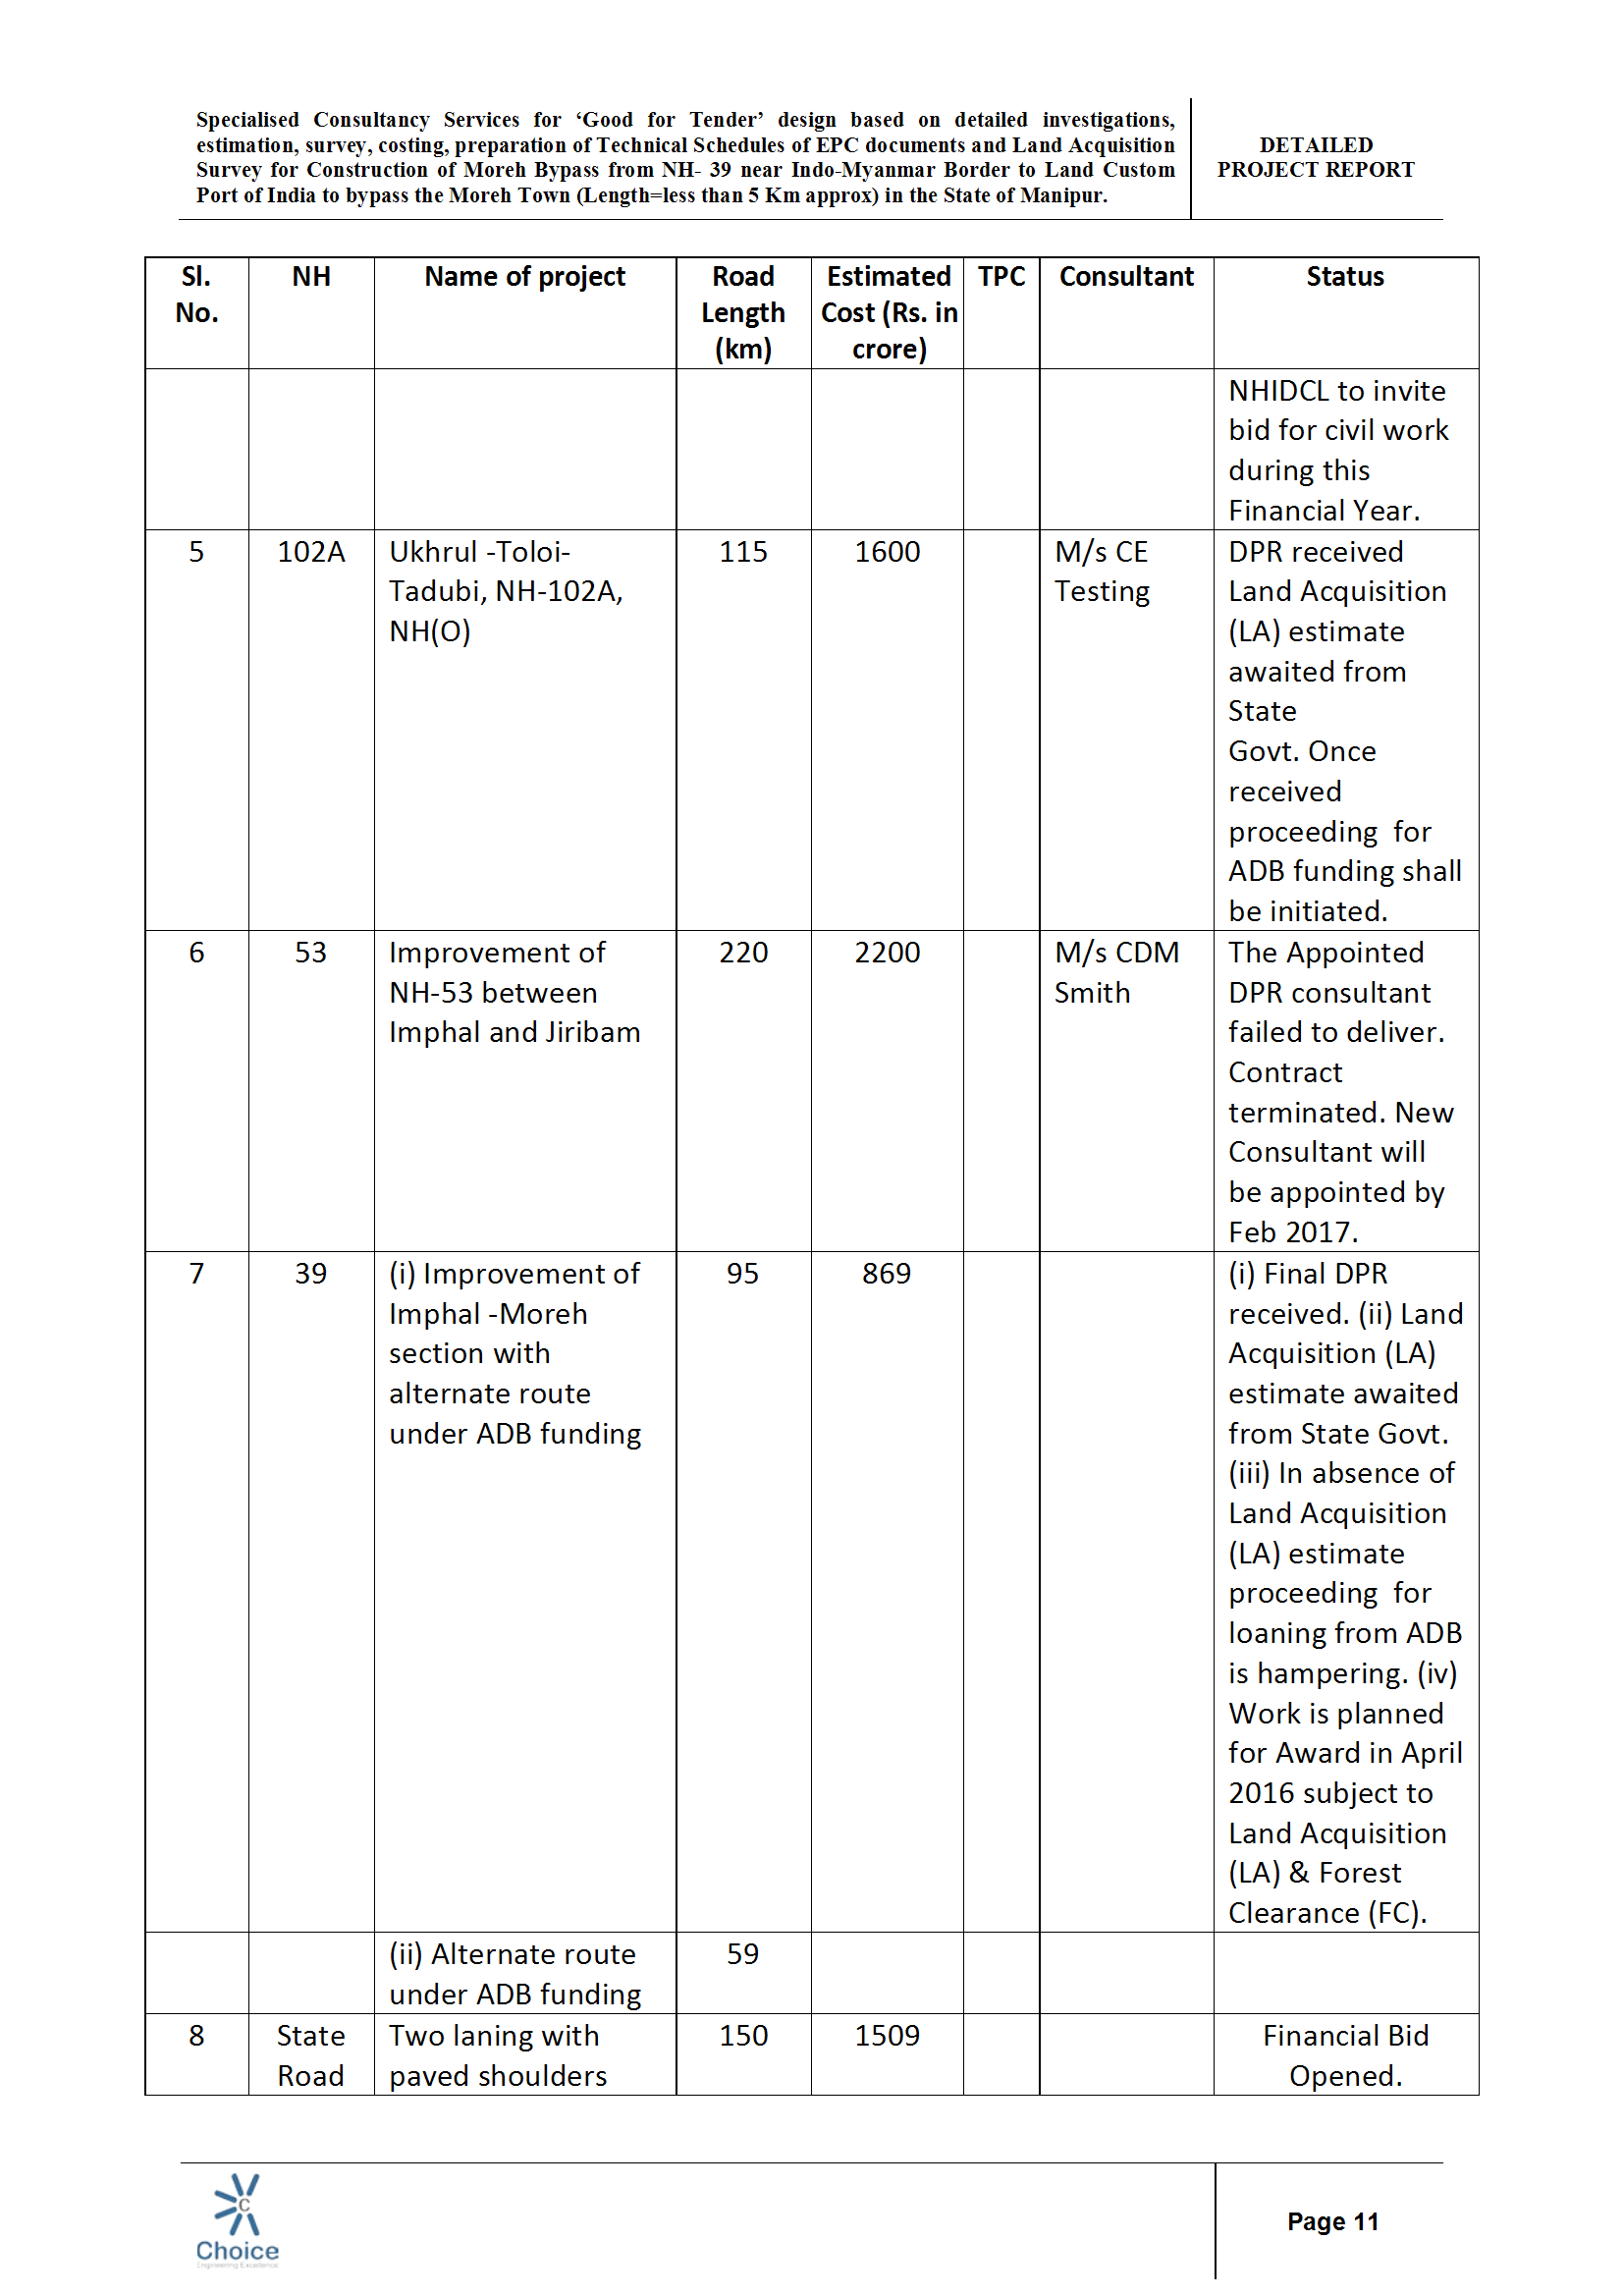 Specialised Consultancy Services for ‘Good for Tender’ design based on detailed investigations,
estimation, survey, costing, preparation of Technical Schedules of EPC documents and Land Acquisition
Survey for Construction of Moreh Bypass from NH- 39 near Indo-Myanmar Border to Land Custom
Port of India to bypass the Moreh Town (Length=less than 5 Km approx) in the State of Manipur.
DETAILED
PROJECT REPORT
Sl.
No.
NH
Name of project
Road
Length
(km)
Estimated
Cost (Rs. in
crore)
TPC
Consultant
Status
NHIDCL to invite
bid for civil work
during this
Financial Year.
5
102A
Ukhrul -Toloi-
Tadubi, NH-102A,
NH(O)
115
1600
M/s CE
Testing
DPR received
Land Acquisition
(LA) estimate
awaited from
State
Govt. Once
received
proceeding  for
ADB funding shall
be initiated.
6
53
Improvement of
NH-53 between
Imphal and Jiribam
220
2200
M/s CDM
Smith
The Appointed
DPR consultant
failed to deliver.
Contract
terminated. New
Consultant will
be appointed by
Feb 2017.
7
39
(i) Improvement of
Imphal -Moreh
section with
alternate route
under ADB funding
95
869
(i) Final DPR
received. (ii) Land
Acquisition (LA)
estimate awaited
from State Govt.
(iii) In absence of
Land Acquisition
(LA) estimate
proceeding  for
loaning from ADB
is hampering. (iv)
Work is planned
for Award in April
2016 subject to
Land Acquisition
(LA) & Forest
Clearance (FC).
(ii) Alternate route
under ADB funding
59
8
State
Road
Two laning with
paved shoulders
150
1509
Financial Bid
Opened.
C
Choice
Engineering Excellence
Page 11